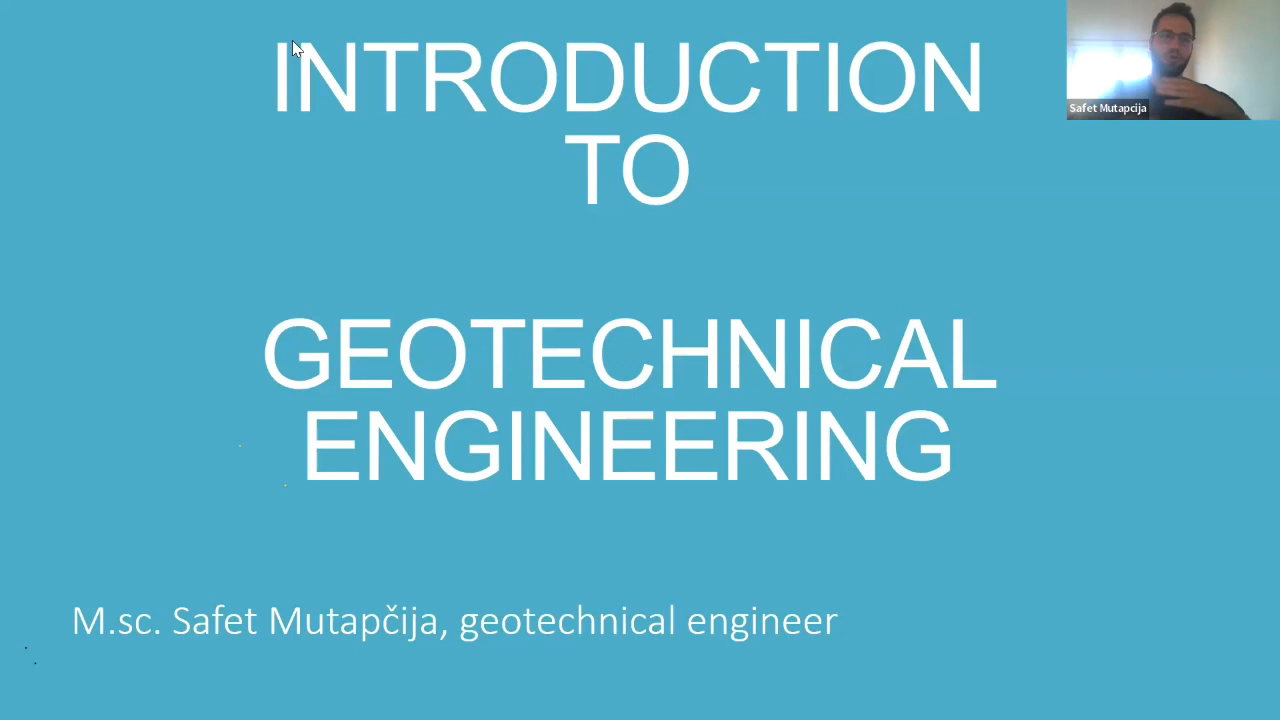 INTRODUCTION
TO
GEOTECHNICAL
ENGINEERING
M.sc. Safet Mutapčija, geotechnical engineer
Safet Mutapcija